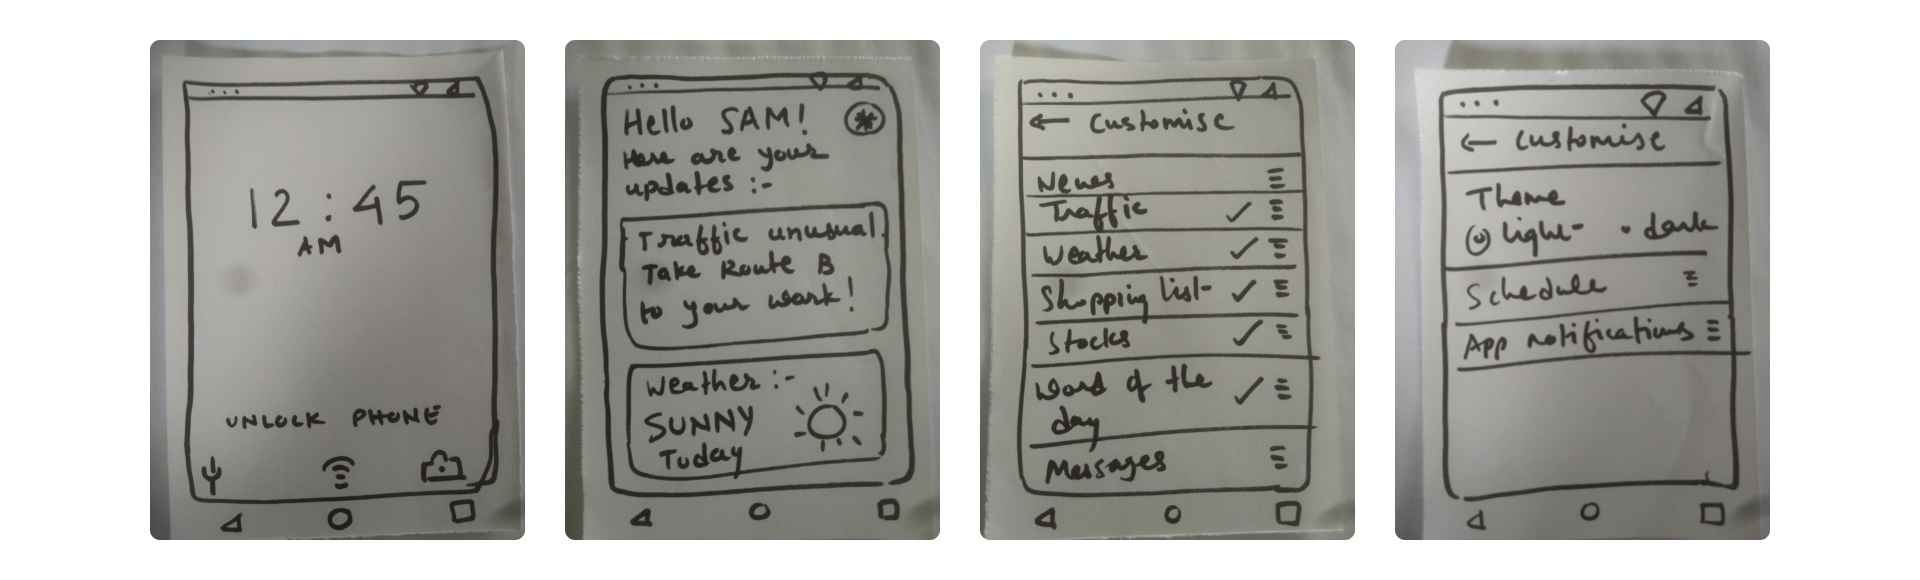 12:45
AM
UNLOCK PHONE
Hello SAM!
Here are your
updates :-
Traffic unusual.
Take Route B
to your work!
Weather :-
SUNNY
Today
← Customise
News
Traffic ✓
Weather ✓
Shopping list ✓
Stocks ✓
Word of the
day ✓
Messages
← Customise
Theme
light • dark
Schedule
App notifications